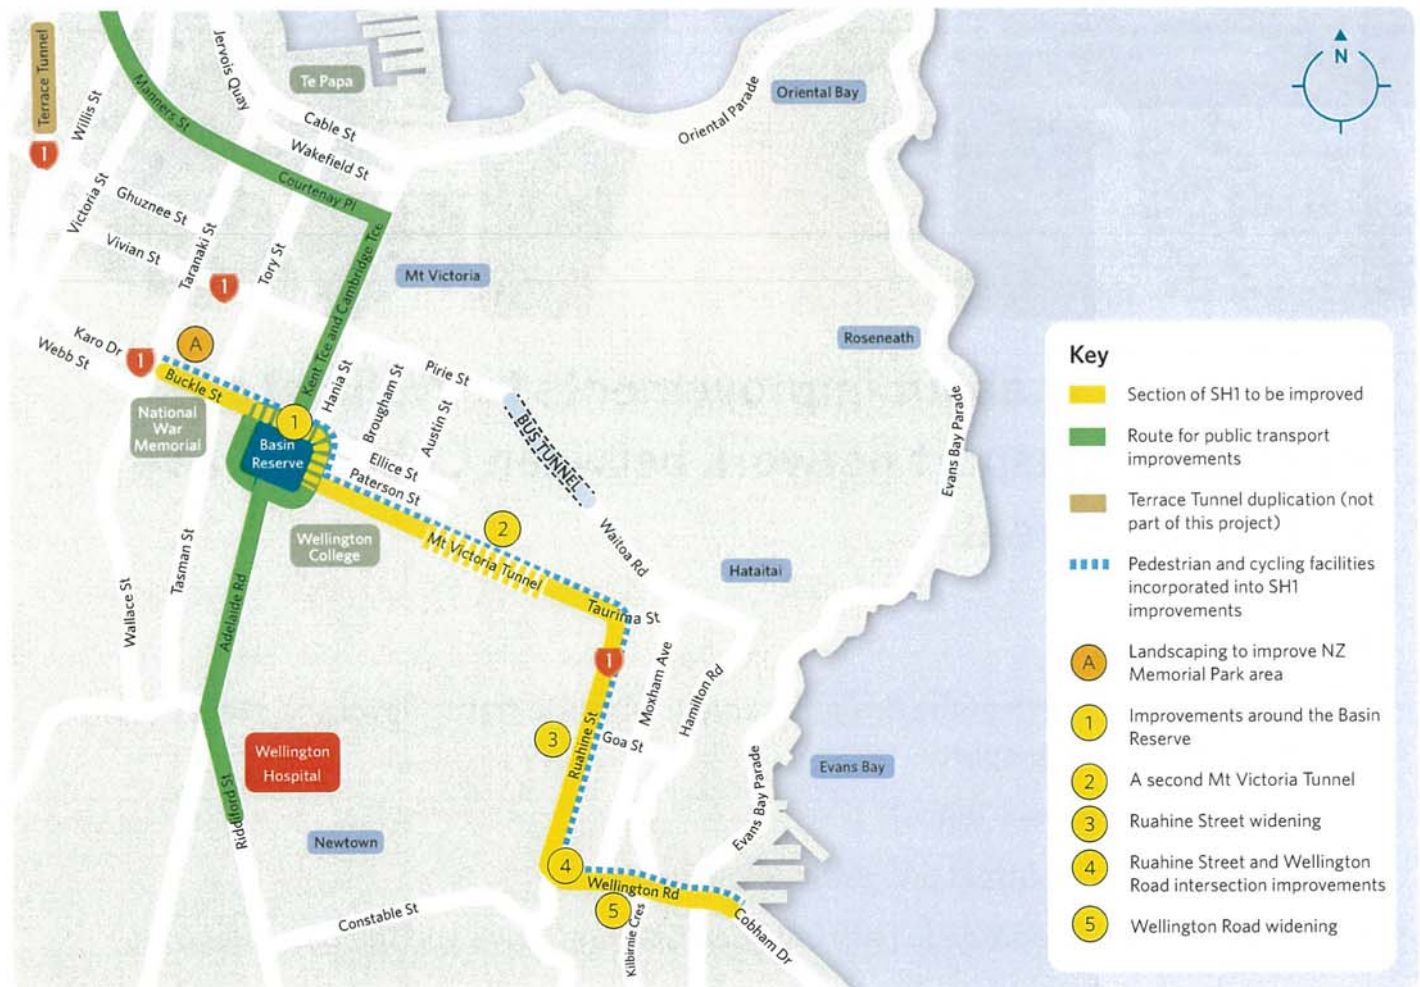 Terrace Tunnel
1
Willis St
Manners St
Jervois Quay
Te Papa
Cable St
Wakefield St
Courtenay Pl
Oriental Parade
Oriental Bay
N
Victoria St
Ghuznee St
Vivian St
Taranaki St
Tory St
1
Kent Tce and Cambridge Tce
Mt Victoria
Roseneath
Karo Dr
Webb St
1
A
Buckle St
National
War
Memorial
1
Basin
Reserve
Hania St
Brougham St
Pirie St
Austin St
Ellice St
Paterson St
BUS TUNNEL
Evans Bay Parade
Wellington
College
2
Mt Victoria Tunnel
Waitoa Rd
Hataitai
Tasman St
Wallace St
Adelaide Rd
Taurima St
1
Moxham Ave
Hamilton Rd
3
Ruahine St
Goa St
Wellington
Hospital
Riddiford St
Newtown
Evans Bay
Evans Bay Parade
4
Wellington Rd
5
Kilbirnie Cres
Cobham Dr
Constable St
Key
Section of SH1 to be improved
Route for public transport
improvements
Terrace Tunnel duplication (not
part of this project)
Pedestrian and cycling facilities
incorporated into SH1
improvements
A
Landscaping to improve NZ
Memorial Park area
1
Improvements around the Basin
Reserve
2
A second Mt Victoria Tunnel
3
Ruahine Street widening
4
Ruahine Street and Wellington
Road intersection improvements
5
Wellington Road widening